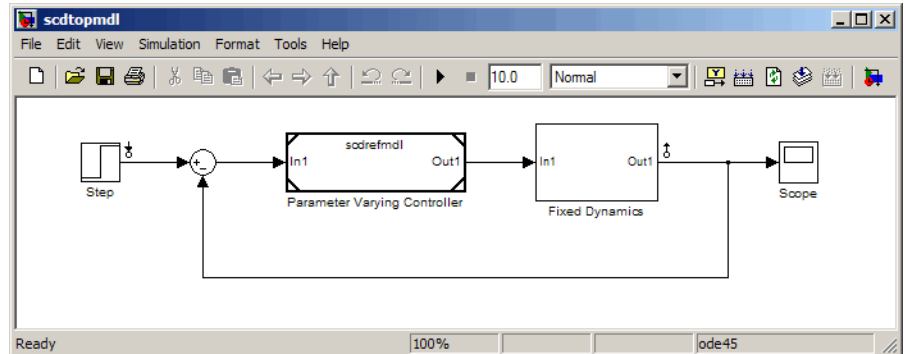 scdtopmdl
File Edit View Simulation Format Tools Help
10.0 Normal
scdrefmdl
In1 Out1
In1 Out1
Step
Parameter Varying Controller
Fixed Dynamics
Scope
Ready 100% ode45